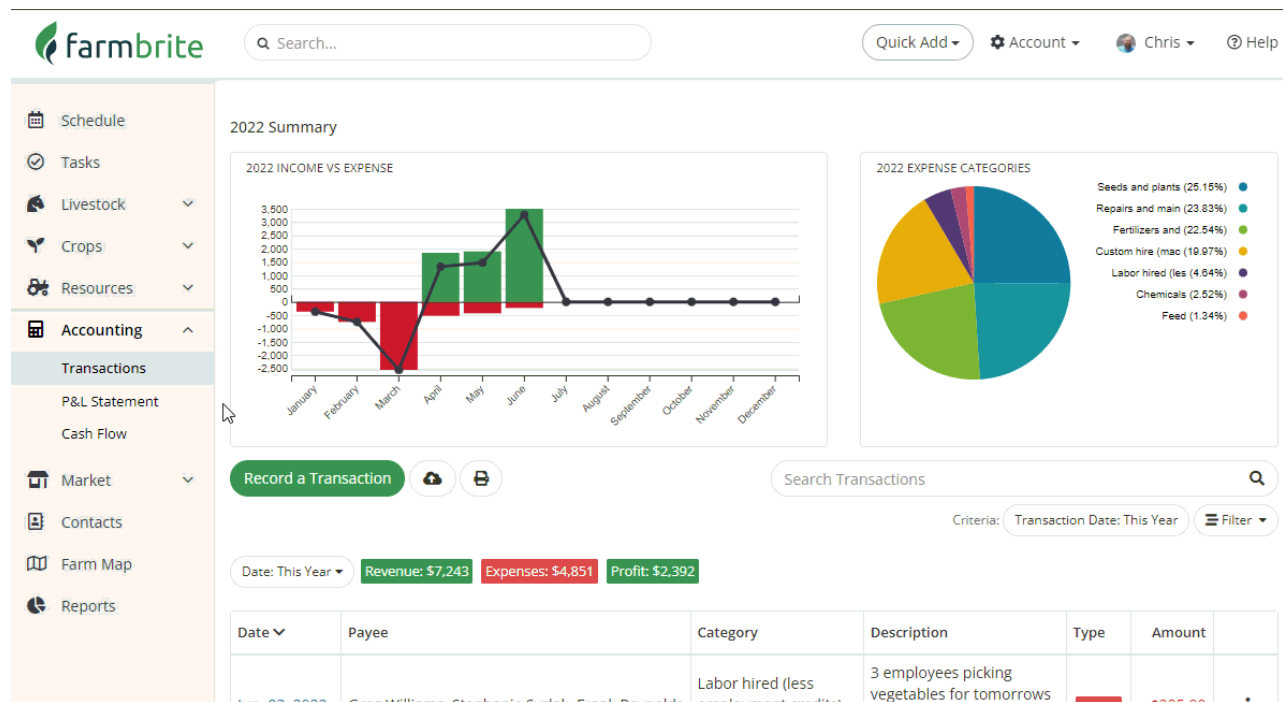 farmbrite
Search...
Quick Add
Account
Chris
Help
Schedule
Tasks
Livestock
Crops
Resources
Accounting
Transactions
P&L Statement
Cash Flow
Market
Contacts
Farm Map
Reports
2022 Summary
2022 INCOME VS EXPENSE
3,500
3,000
2,500
2,000
1,500
1,000
500
0
-500
-1,000
-1,500
-2,000
-2,500
January
February
March
April
May
June
July
August
September
October
November
December
2022 EXPENSE CATEGORIES
Seeds and plants (25.15%)
Repairs and main (23.83%)
Fertilizers and (22.54%)
Custom hire (mac (19.97%)
Labor hired (les (4.64%)
Chemicals (2.52%)
Feed (1.34%)
Record a Transaction
Search Transactions
Criteria: Transaction Date: This Year
Filter
Date: This Year
Revenue: $7,243
Expenses: $4,851
Profit: $2,392
Date
Payee
Category
Description
Type
Amount
Labor hired (less
3 employees picking
vegetables for tomorrows